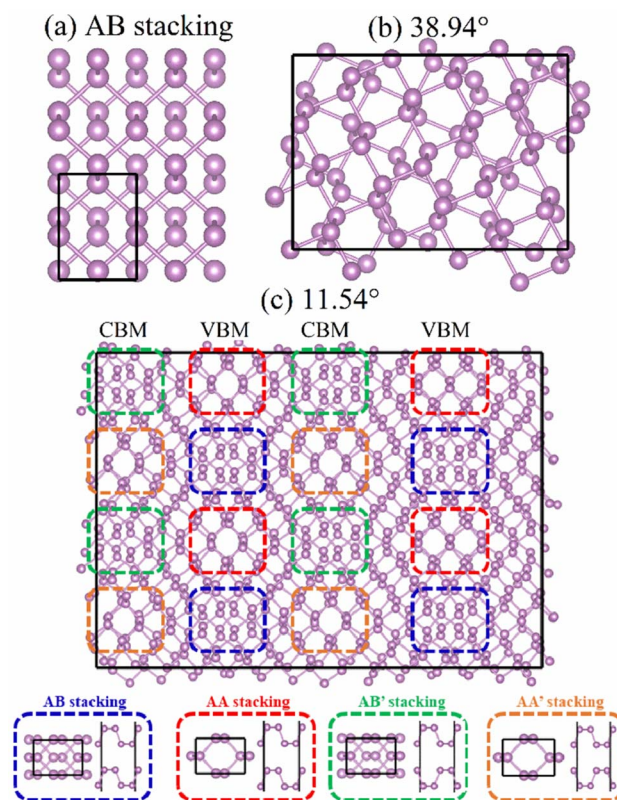 (a) AB stacking
(b) 38.94°
(c) 11.54°
CBM VBM CBM VBM
AB stacking AA stacking AB' stacking AA' stacking